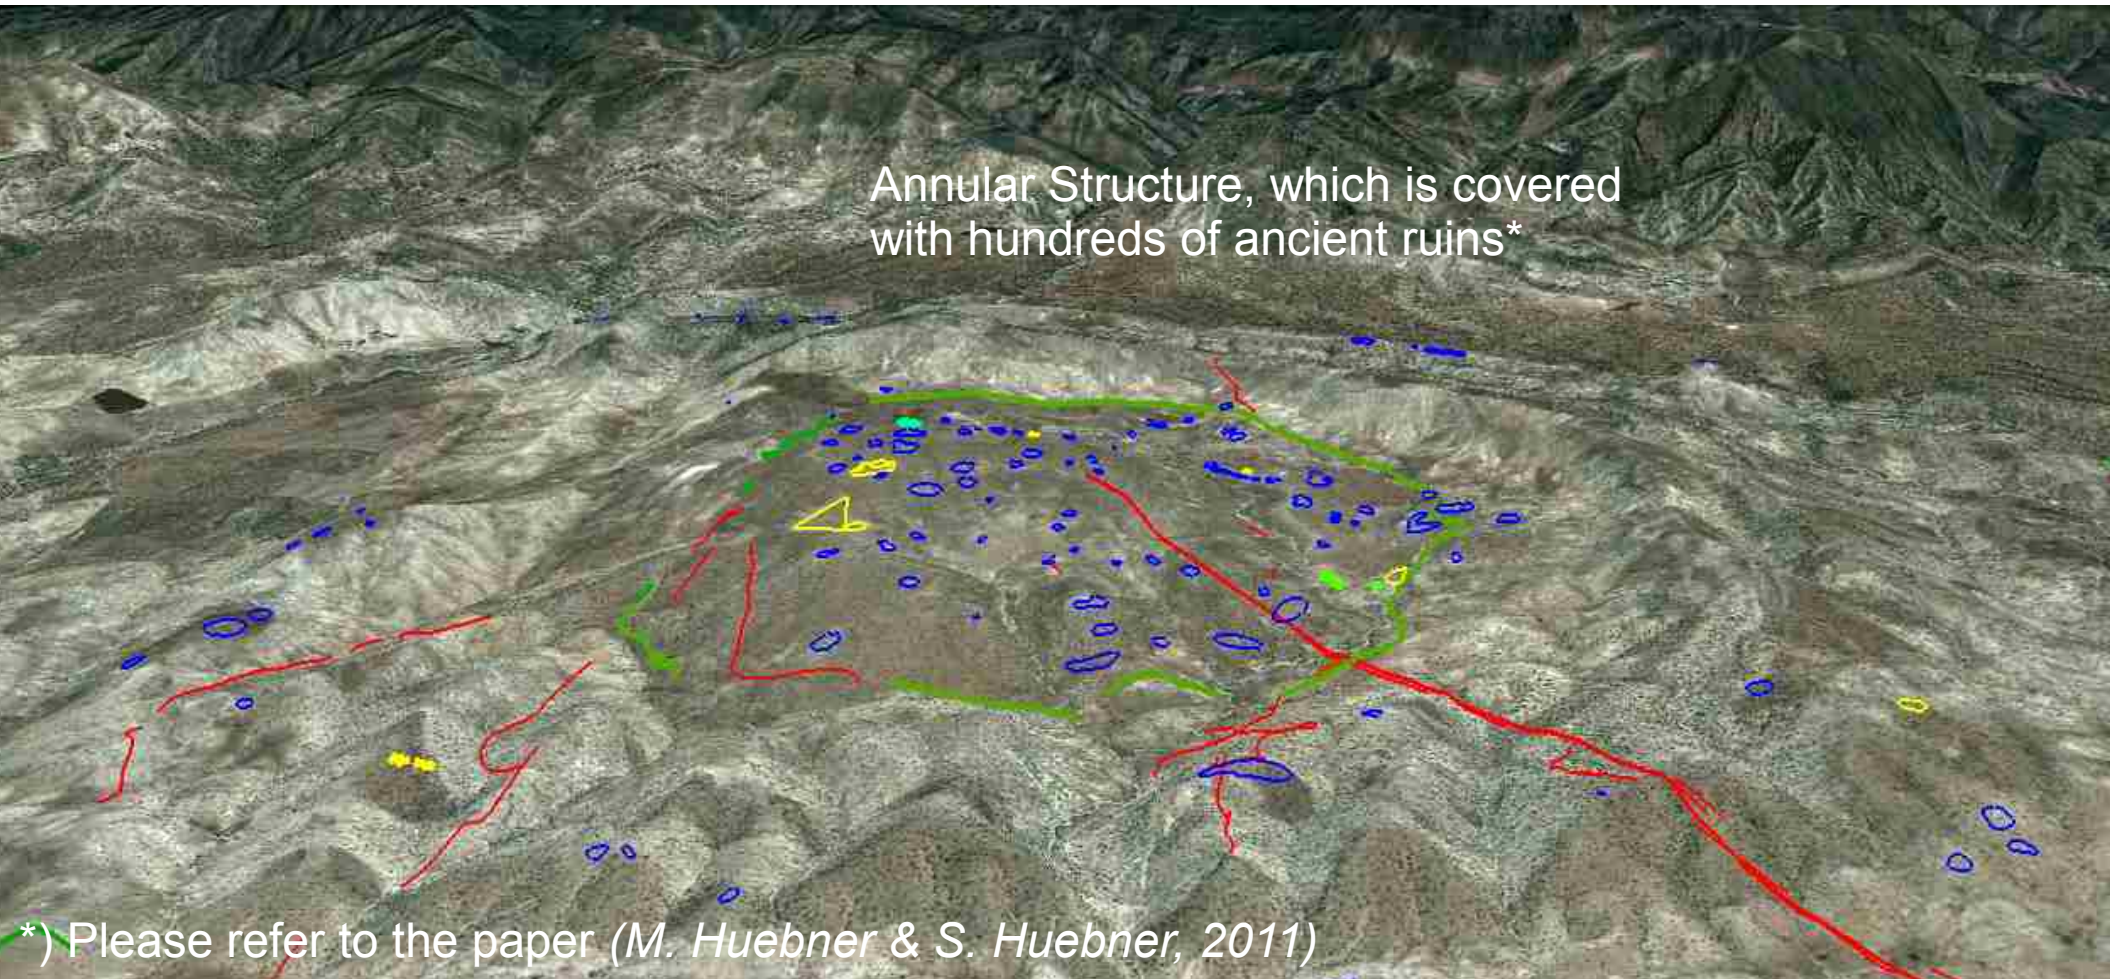 Annular Structure, which is covered
with hundreds of ancient ruins*
*) Please refer to the paper (M. Huebner & S. Huebner, 2011)